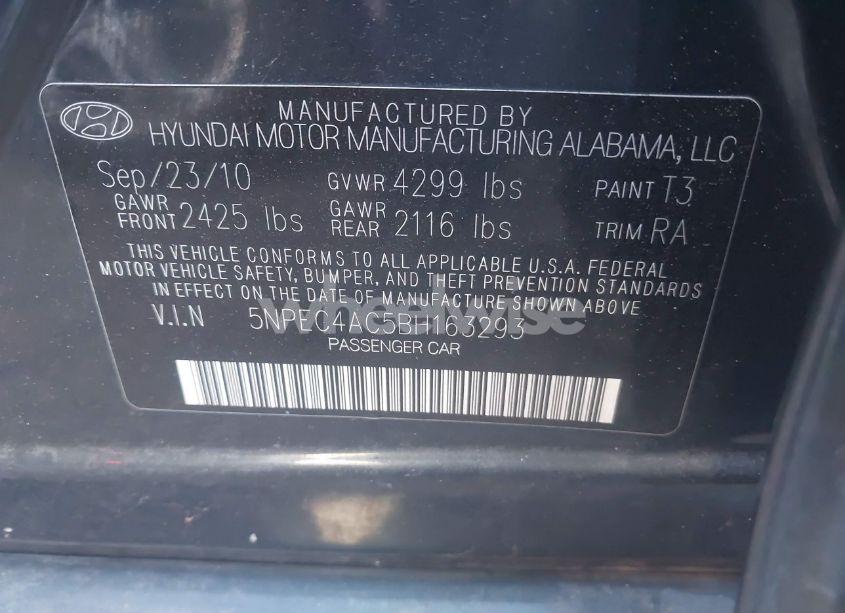 MANUFACTURED BY
HYUNDAI MOTOR MANUFACTURING ALABAMA, LLC
Sep/23/10 GVWR 4299 lbs PAINT T3
GAWR FRONT 2425 lbs GAWR REAR 2116 lbs TRIM RA
THIS VEHICLE CONFORMS TO ALL APPLICABLE U.S.A. FEDERAL
MOTOR VEHICLE SAFETY, BUMPER, AND THEFT PREVENTION STANDARDS
IN EFFECT ON THE DATE OF MANUFACTURE SHOWN ABOVE
V.I.N
PASSENGER CAR
wheelwise